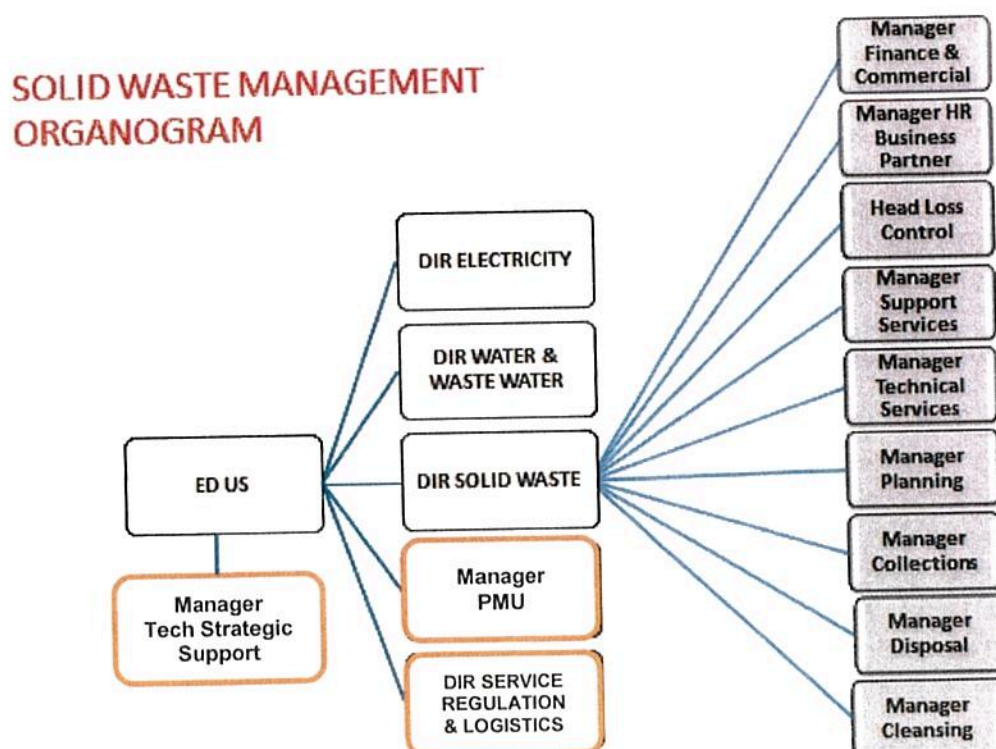 SOLID WASTE MANAGEMENT
ORGANOGRAM
ED US
Manager
Tech Strategic
Support
DIR ELECTRICITY
DIR WATER &
WASTE WATER
DIR SOLID WASTE
Manager
PMU
DIR SERVICE
REGULATION
& LOGISTICS
Manager
Finance &
Commercial
Manager HR
Business
Partner
Head Loss
Control
Manager
Support
Services
Manager
Technical
Services
Manager
Planning
Manager
Collections
Manager
Disposal
Manager
Cleansing